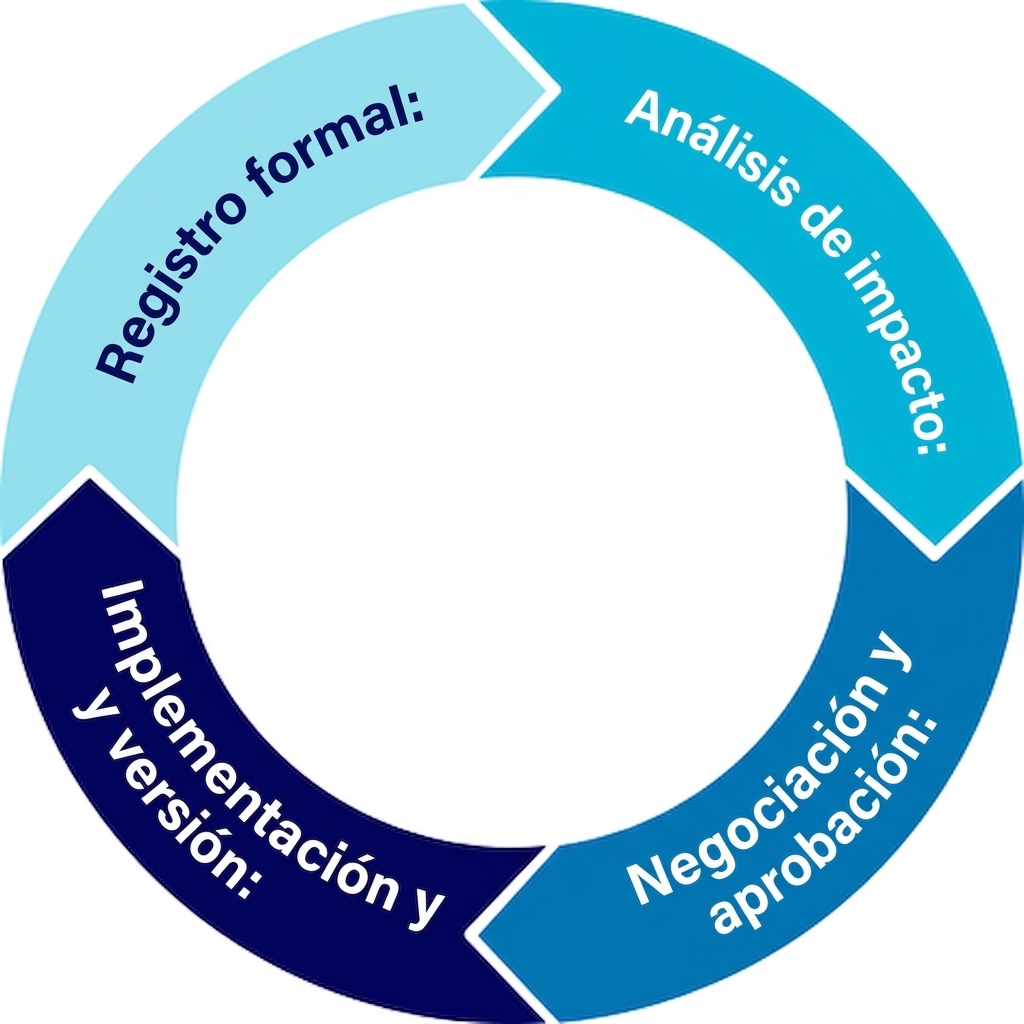 Registro formal:
Análisis de impacto:
Negociación y
aprobación:
Implementación y
y versión: